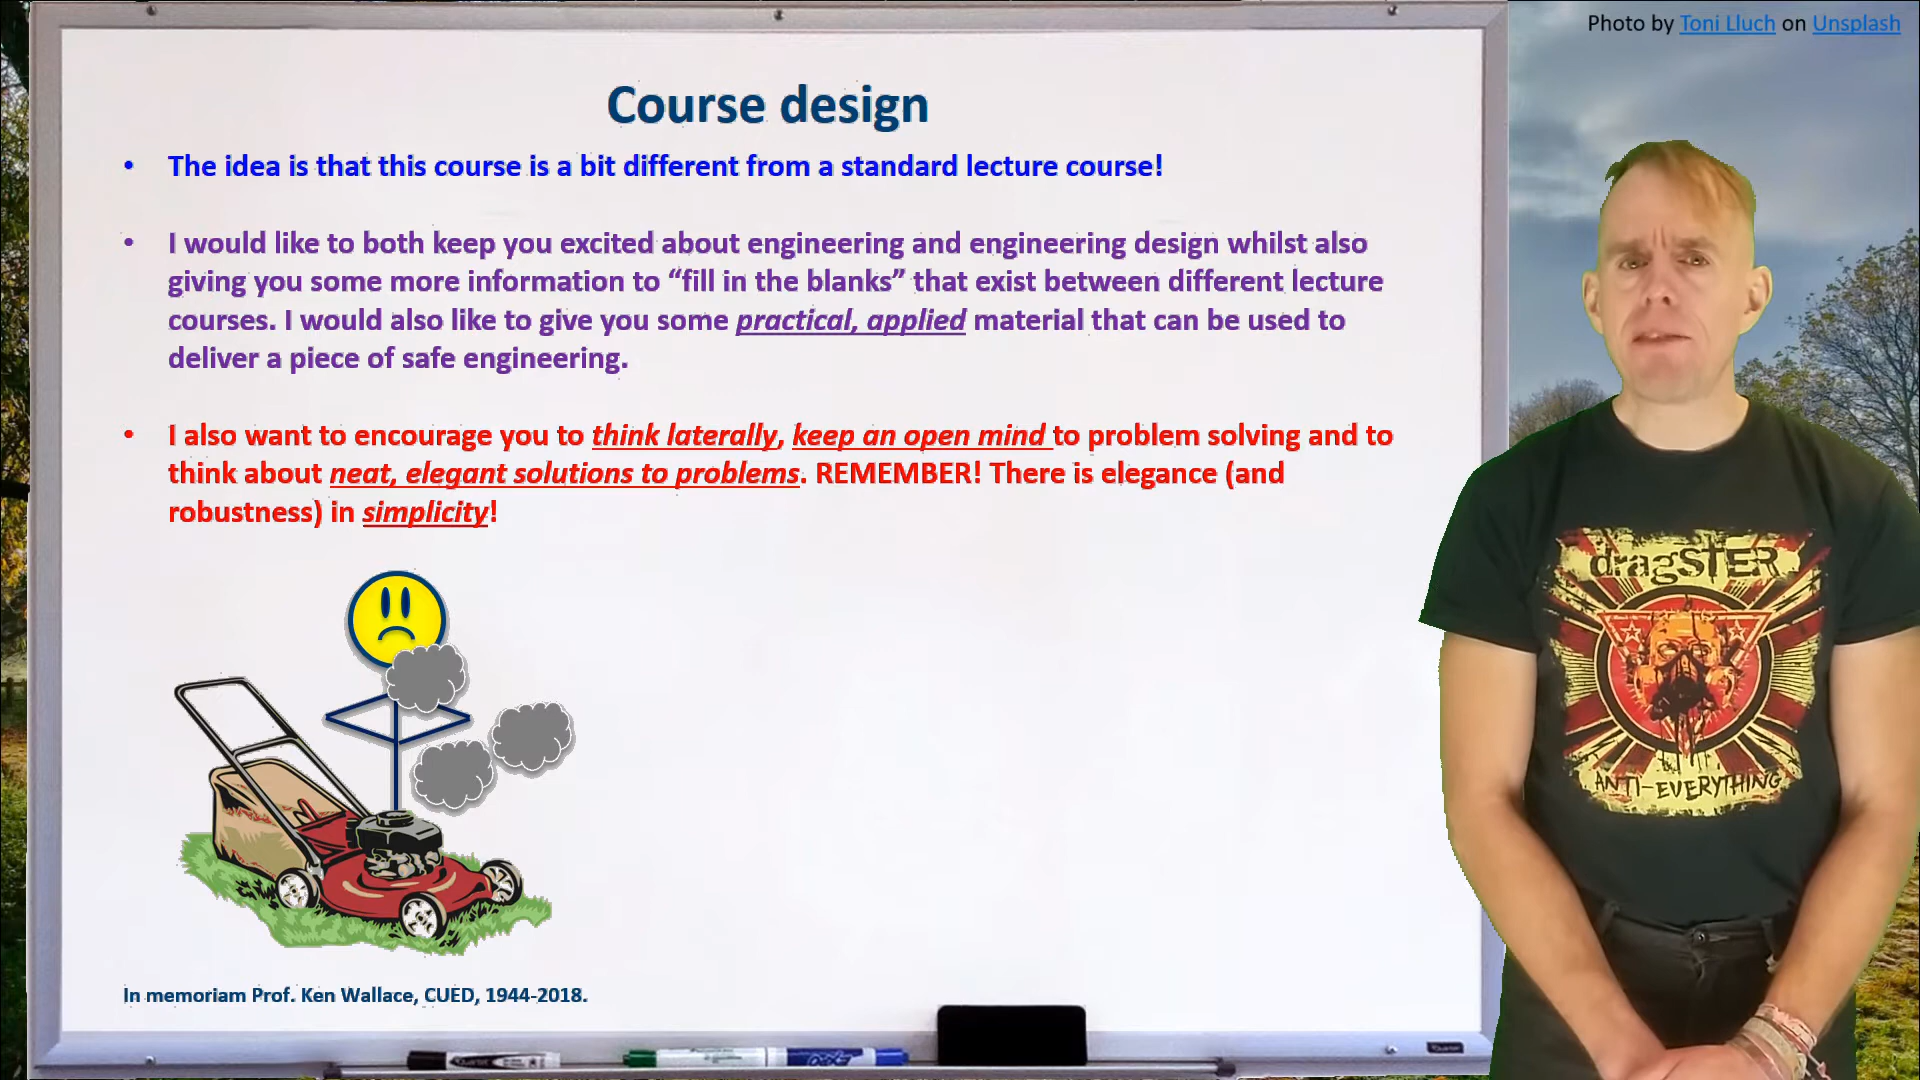 Photo by Toni Lluch on Unsplash
Course design
• The idea is that this course is a bit different from a standard lecture course!
• I would like to both keep you excited about engineering and engineering design whilst also
giving you some more information to “fill in the blanks” that exist between different lecture
courses. I would also like to give you some practical, applied material that can be used to
deliver a piece of safe engineering.
• I also want to encourage you to think laterally, keep an open mind to problem solving and to
think about neat, elegant solutions to problems. REMEMBER! There is elegance (and
robustness) in simplicity!
dragSTER
ANTI-EVERYTHING
In memoriam Prof. Ken Wallace, CUED, 1944-2018.